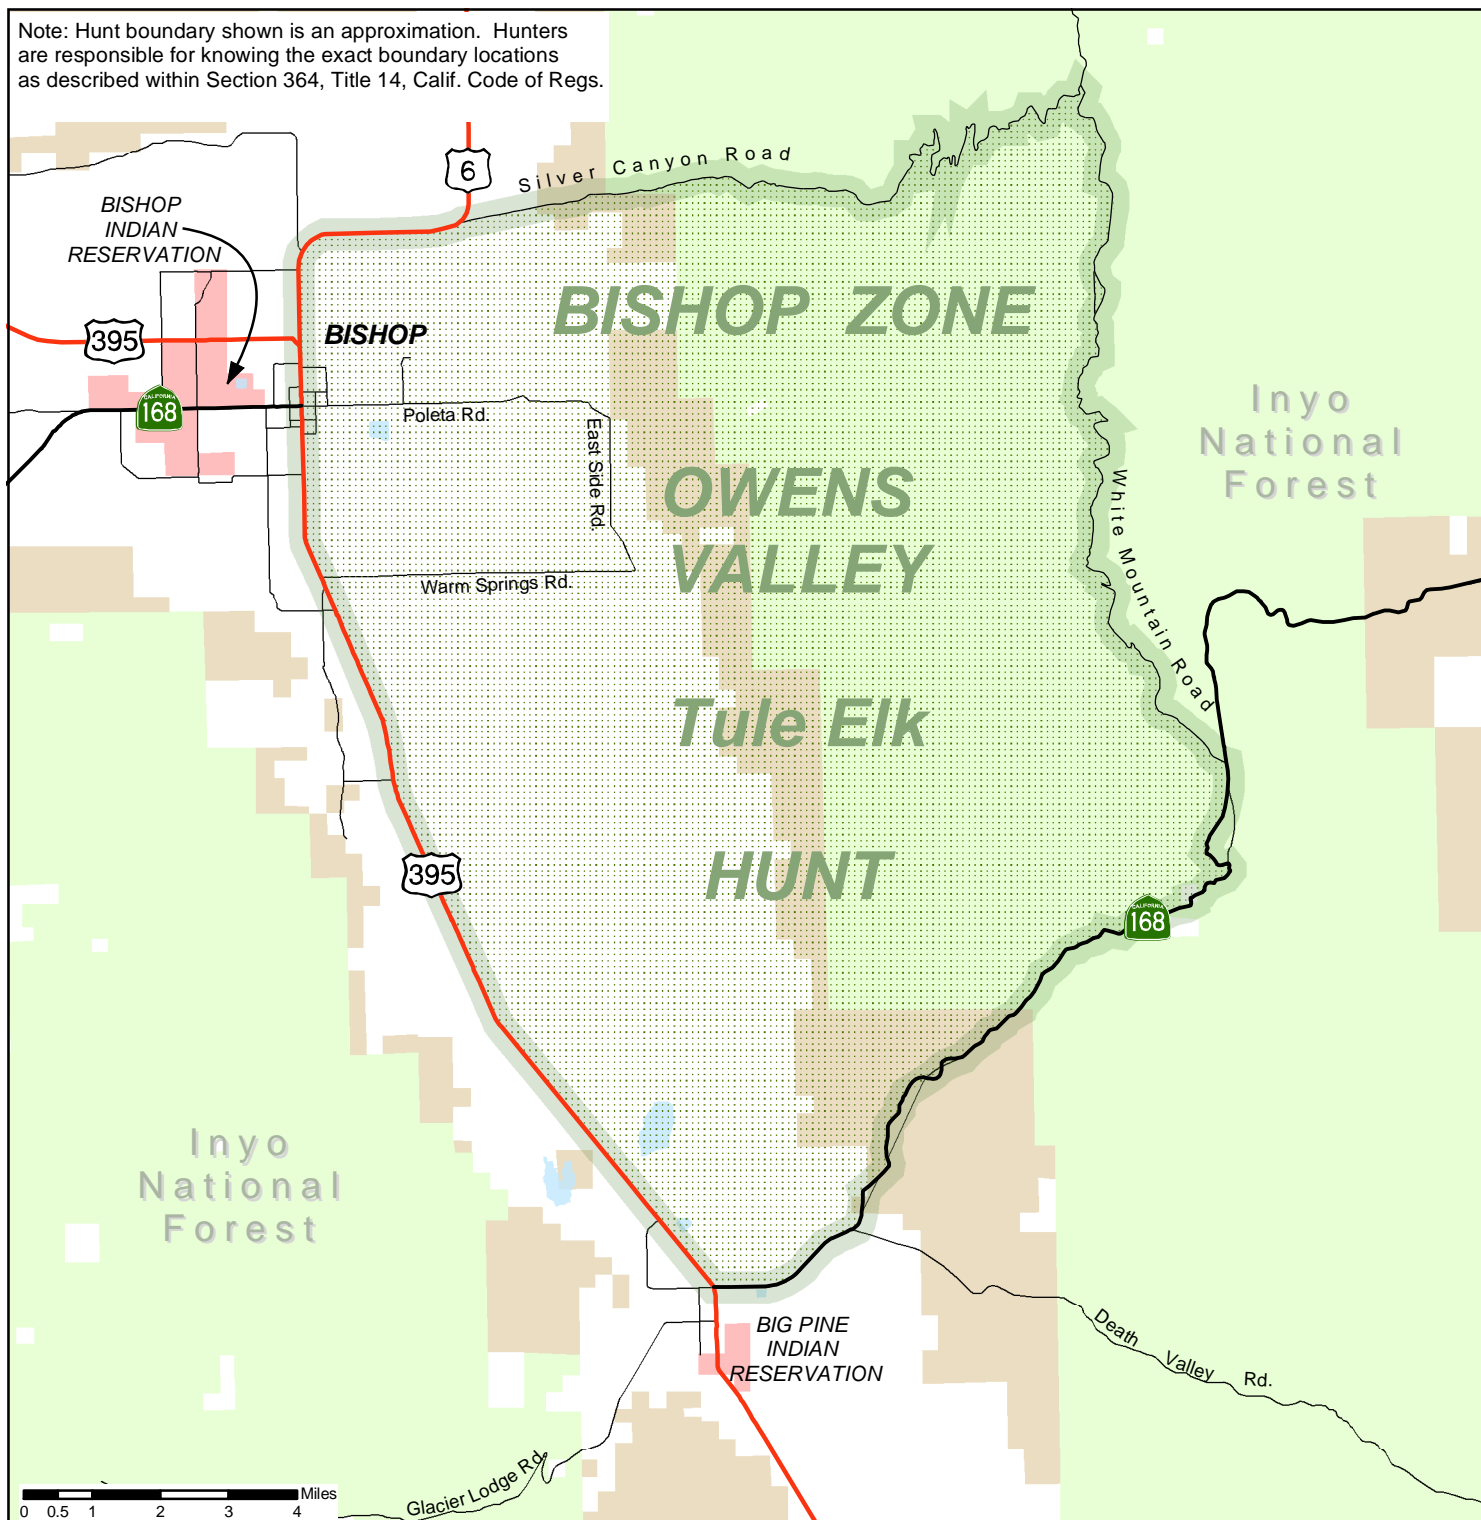 Note: Hunt boundary shown is an approximation. Hunters
are responsible for knowing the exact boundary locations
as described within Section 364, Title 14, Calif. Code of Regs.
6
Silver Canyon Road
BISHOP
INDIAN
RESERVATION
BISHOP ZONE
395
BISHOP
CALIFORNIA
168
Poleta Rd.
East Side Rd.
Inyo
National
Forest
OWENS
VALLEY
White Mountain Road
Warm Springs Rd.
Tule Elk
HUNT
395
CALIFORNIA
168
Inyo
National
Forest
BIG PINE
INDIAN
RESERVATION
Death Valley Rd.
Glacier Lodge Rd.
Miles
0 0.5 1 2 3 4